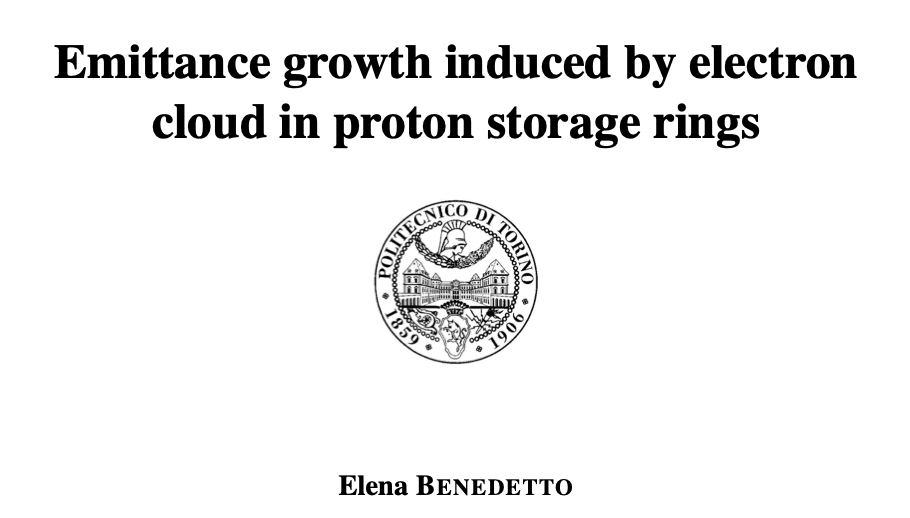 Emittance growth induced by electron
cloud in proton storage rings
POLITECNICO DI TORINO
1859
1906
Elena BENEDETTO